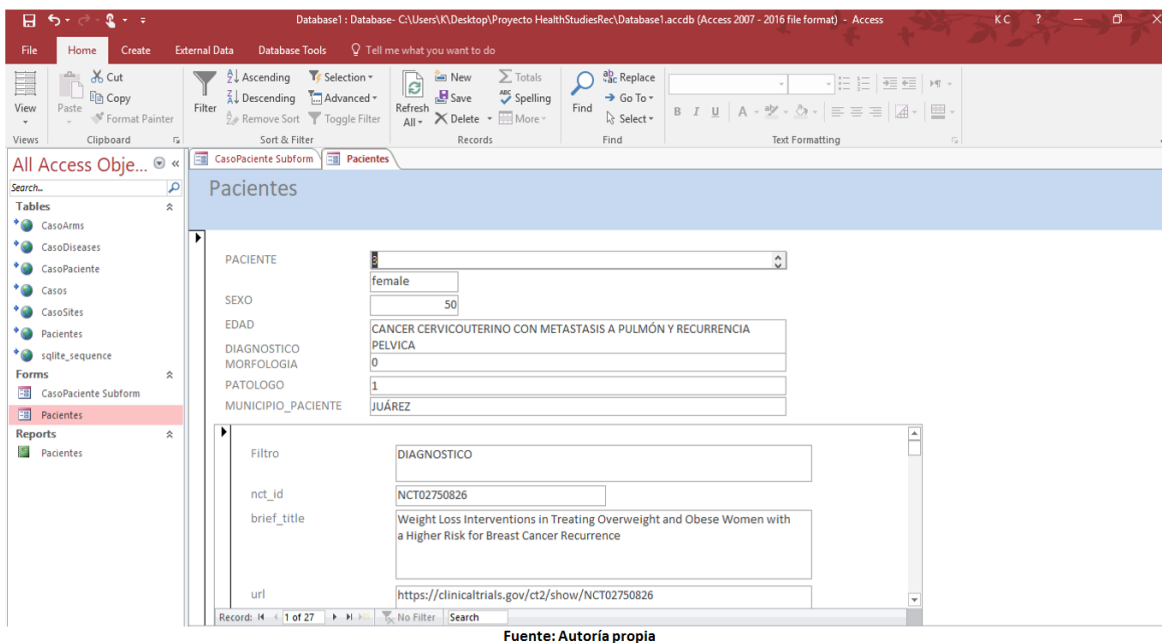 Database1 : Database- C:\Users\K\Desktop\Proyecto HealthStudiesRec\Database1.accdb (Access 2007 - 2016 file format) - Access
K C ?
File Home Create External Data Database Tools Tell me what you want to do
View
Views
Paste
Cut
Copy
Format Painter
Clipboard
Filter
Ascending
Descending
Remove Sort
Selection
Advanced
Toggle Filter
Sort & Filter
Refresh
All
New
Save
Delete
Totals
Spelling
More
Records
Find
Replace
Go To
Select
Find
B I U A
Text Formatting
All Access Obje...
Search...
Tables
CasoArms
CasoDiseases
CasoPaciente
Casos
CasoSites
Pacientes
sqlite_sequence
Forms
CasoPaciente Subform
Pacientes
Reports
Pacientes
CasoPaciente Subform Pacientes
Pacientes
PACIENTE 3
female
SEXO
50
EDAD
CANCER CERVICOUTERINO CON METASTASIS A PULMÓN Y RECURRENCIA
PELVICA
DIAGNOSTICO
MORFOLOGIA 0
PATOLOGO 1
MUNICIPIO_PACIENTE JUÁREZ
Filtro DIAGNOSTICO
nct_id NCT02750826
brief_title Weight Loss Interventions in Treating Overweight and Obese Women with
a Higher Risk for Breast Cancer Recurrence
url https://clinicaltrials.gov/ct2/show/NCT02750826
Record: 1 of 27 No Filter Search
Fuente: Autoría propia